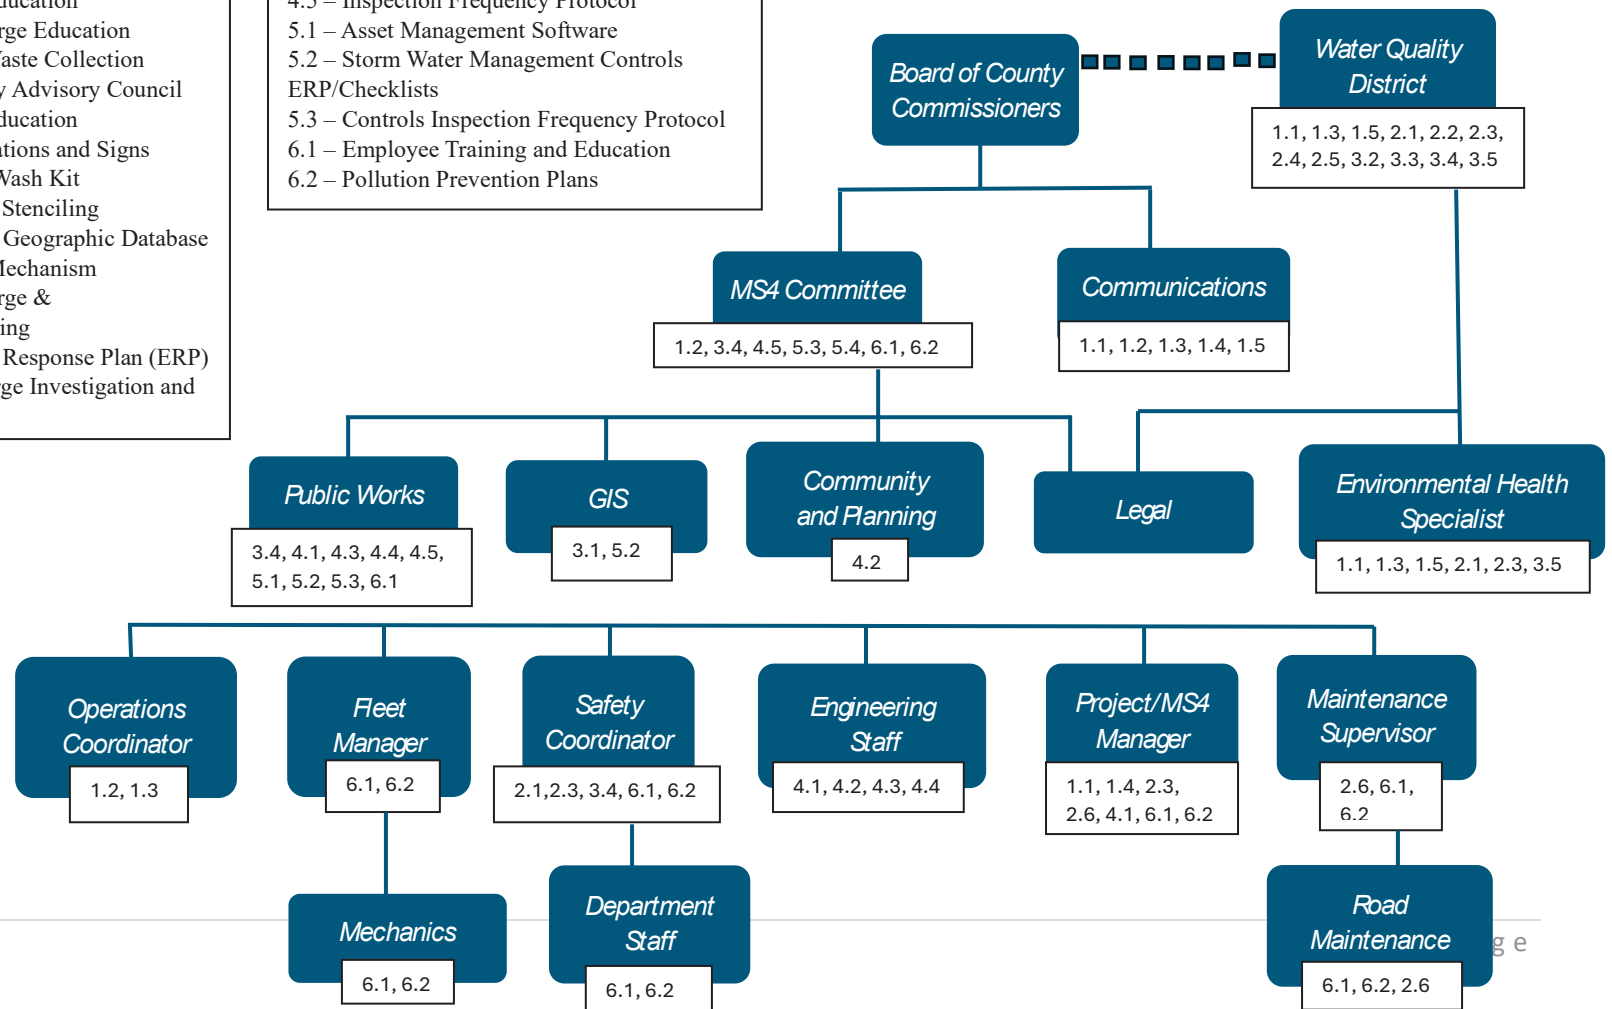 ducation
rge Education
Vaste Collection
y Advisory Council
ducation
ations and Signs
Wash Kit
Stenciling
Geographic Database
Mechanism
rge &
ing
Response Plan (ERP)
rge Investigation and
4.5 – Inspection Frequency Protocol
5.1 – Asset Management Software
5.2 – Storm Water Management Controls
ERP/Checklists
5.3 – Controls Inspection Frequency Protocol
6.1 – Employee Training and Education
6.2 – Pollution Prevention Plans
Board of County
Commissioners
Water Quality
District
1.1, 1.3, 1.5, 2.1, 2.2, 2.3,
2.4, 2.5, 3.2, 3.3, 3.4, 3.5
MS4 Committee
1.2, 3.4, 4.5, 5.3, 5.4, 6.1, 6.2
Communications
1.1, 1.2, 1.3, 1.4, 1.5
Public Works
3.4, 4.1, 4.3, 4.4, 4.5,
5.1, 5.2, 5.3, 6.1
GIS
3.1, 5.2
Community
and Planning
4.2
Legal
Environmental Health
Specialist
1.1, 1.3, 1.5, 2.1, 2.3, 3.5
Operations
Coordinator
1.2, 1.3
Fleet
Manager
6.1, 6.2
Safety
Coordinator
2.1,2.3, 3.4, 6.1, 6.2
Engineering
Staff
4.1, 4.2, 4.3, 4.4
Project/MS4
Manager
1.1, 1.4, 2.3,
2.6, 4.1, 6.1, 6.2
Maintenance
Supervisor
2.6, 6.1,
6.2
Mechanics
6.1, 6.2
Department
Staff
6.1, 6.2
Road
Maintenance
6.1, 6.2, 2.6
g e